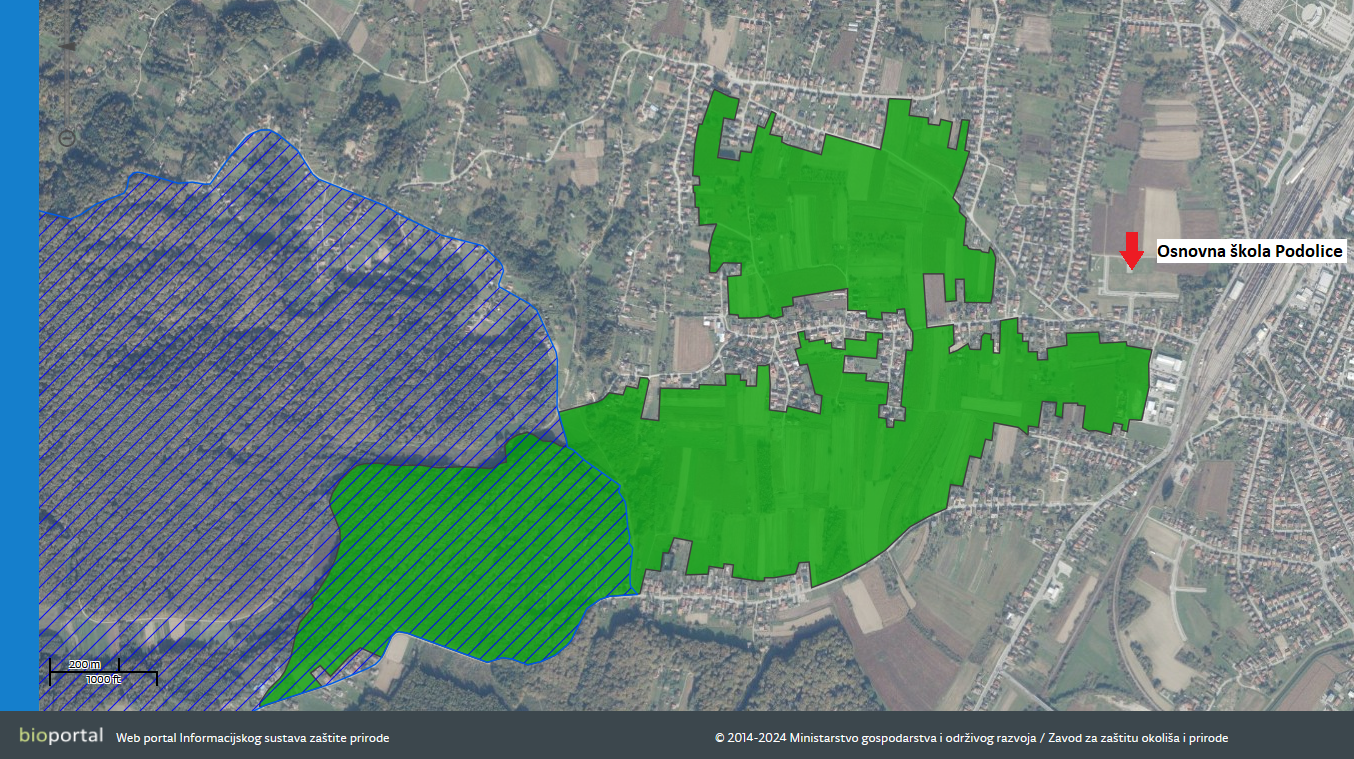 Osnovna škola Podolice
200 m
1000 ft
bioportal Web portal Informacijskog sustava zaštite prirode © 2014-2024 Ministarstvo gospodarstva i održivog razvoja / Zavod za zaštitu okoliša i prirode